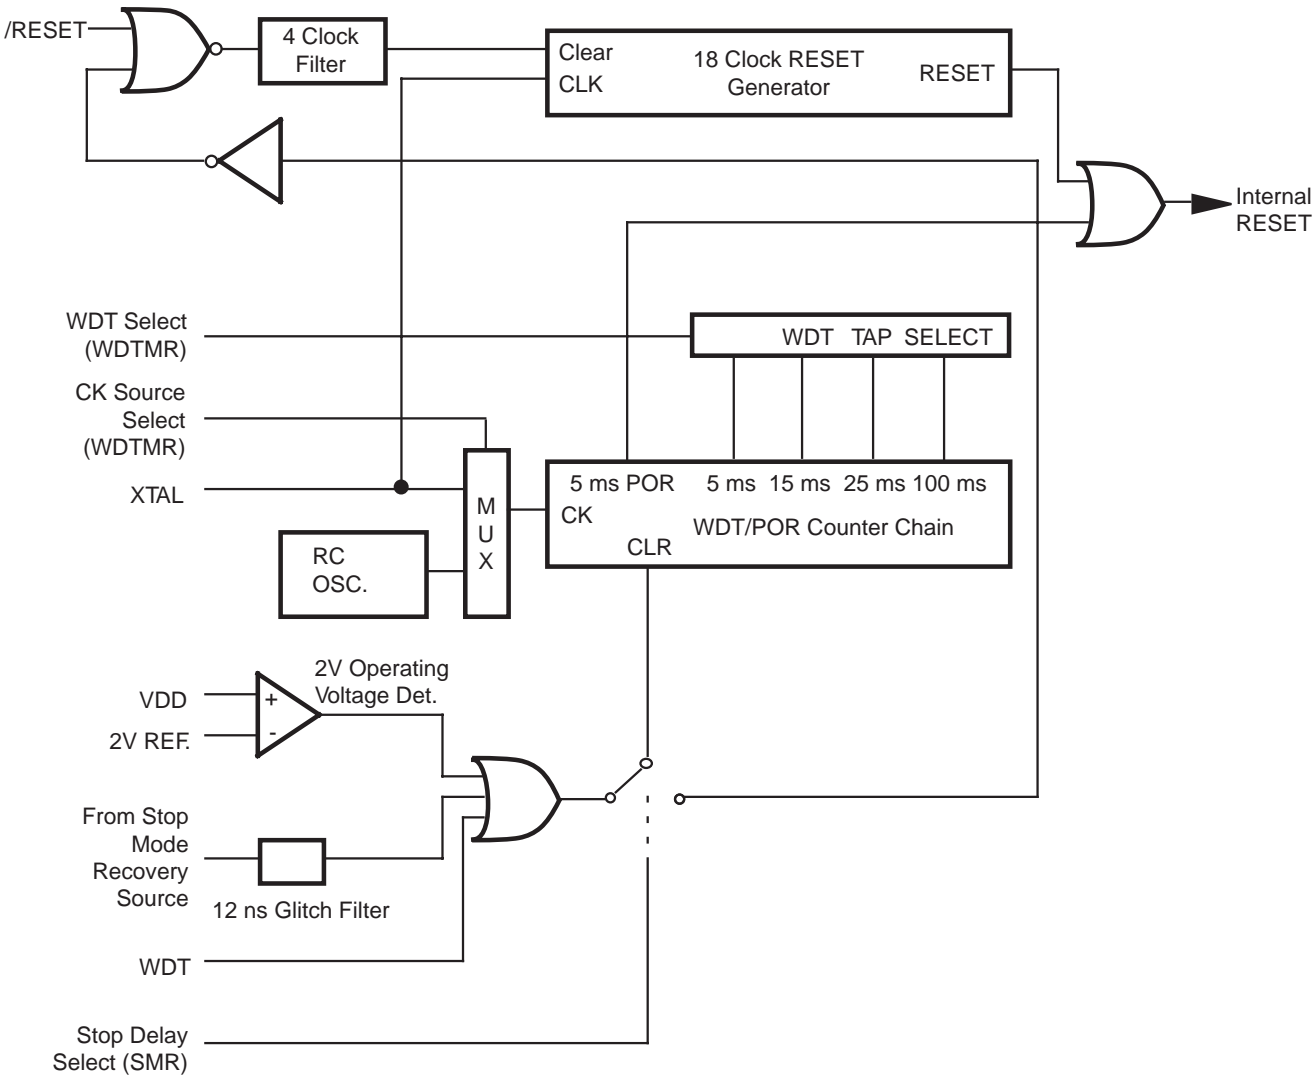 /RESET
4 Clock
Filter
Clear
CLK
18 Clock RESET
Generator
RESET
Internal
RESET
WDT Select
(WDTMR)
WDT TAP SELECT
CK Source
Select
(WDTMR)
XTAL
M
U
X
RC
OSC.
5 ms POR 5 ms 15 ms 25 ms 100 ms
CK
WDT/POR Counter Chain
CLR
2V Operating
Voltage Det.
VDD
+
2V REF.
-
From Stop
Mode
Recovery
Source
12 ns Glitch Filter
WDT
Stop Delay
Select (SMR)